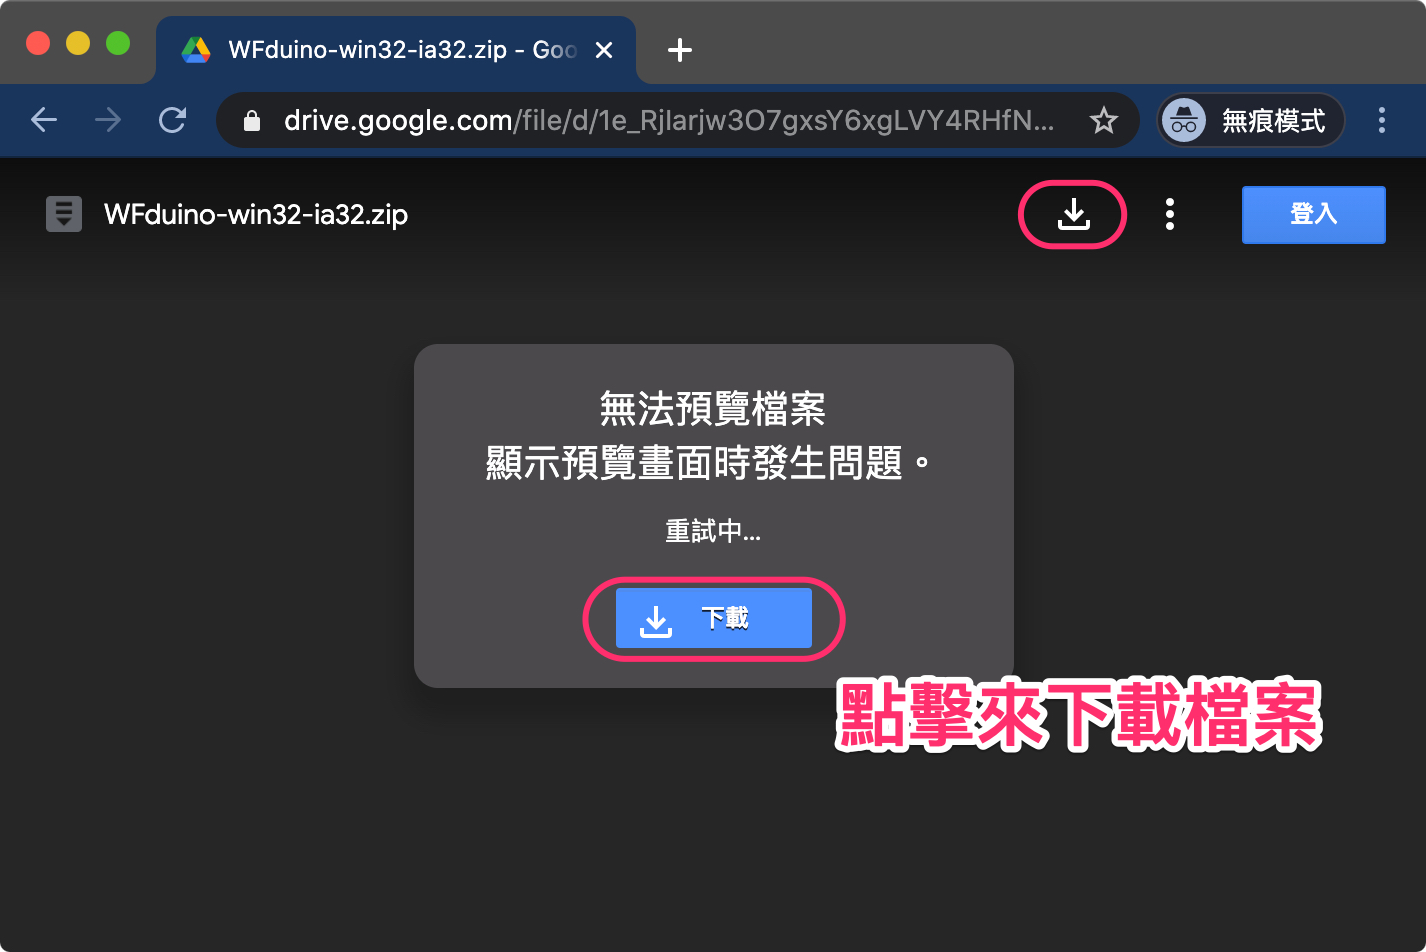 WFduino-win32-ia32.zip - Goo
drive.google.com/file/d/1e_RjIarjw3O7gxsY6xgLVY4RHfN...
無痕模式
WFduino-win32-ia32.zip
登入
無法預覽檔案
顯示預覽畫面時發生問題。
重試中...
下載
點擊來下載檔案